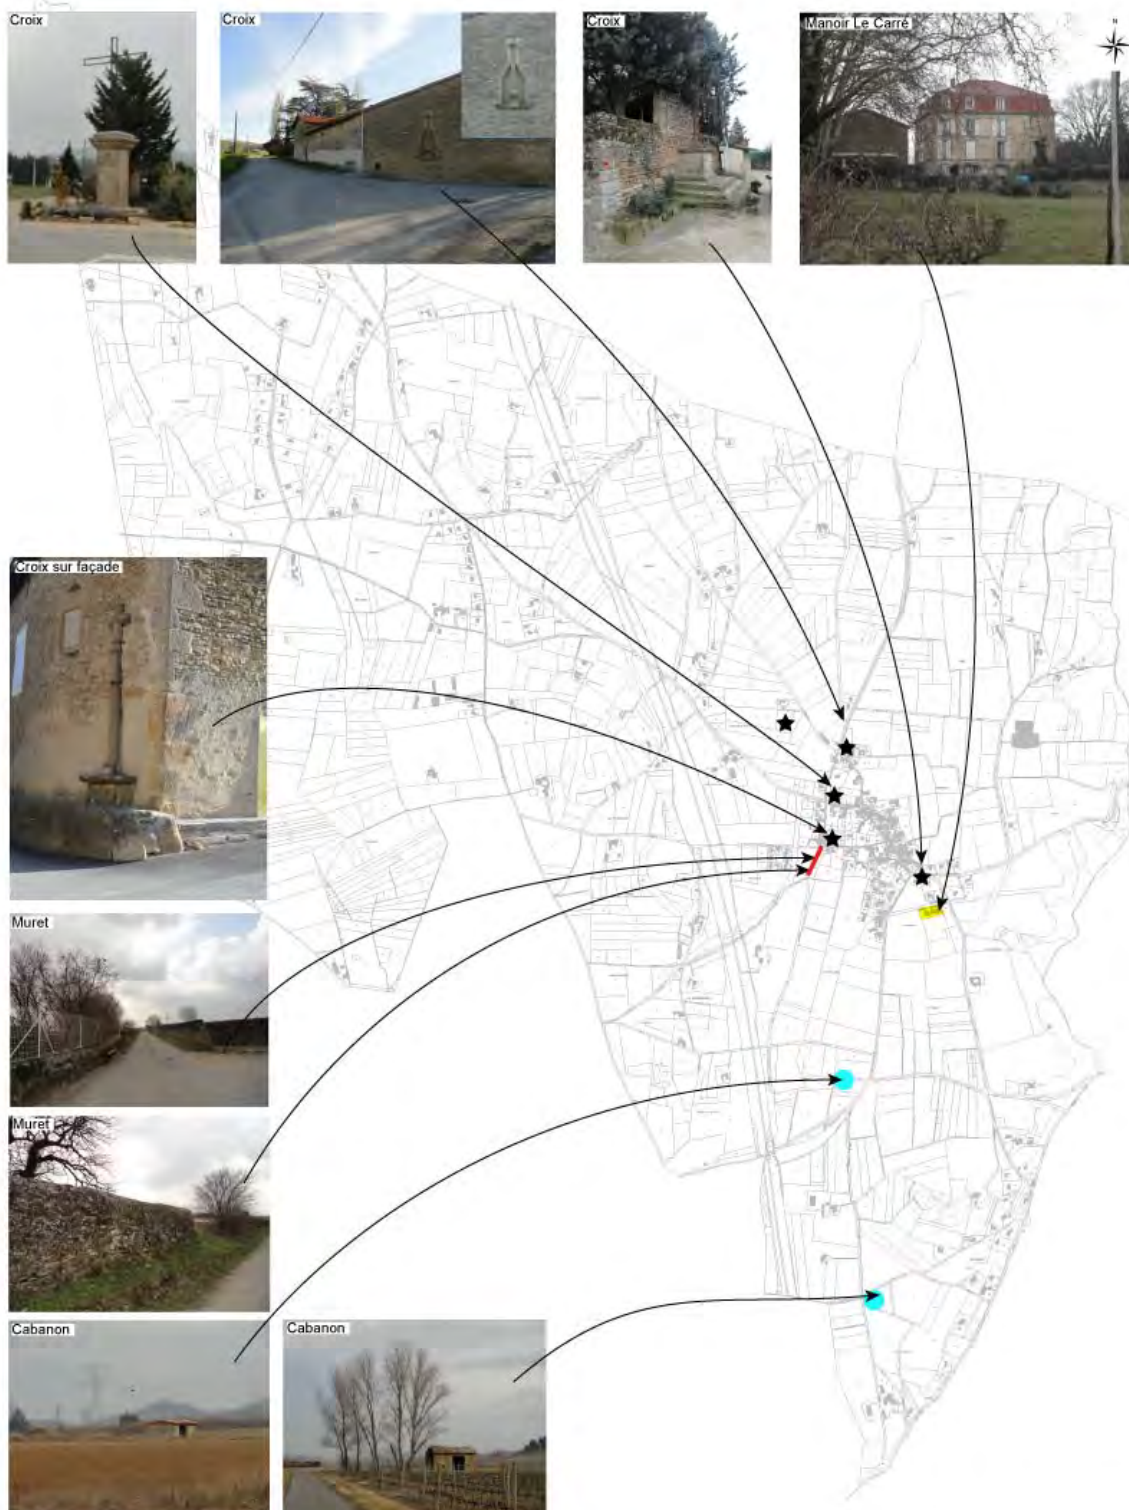 Croix
Croix
Croix
Manoir Le Carré
N
Croix sur façade
Muret
Muret
Cabanon
Cabanon